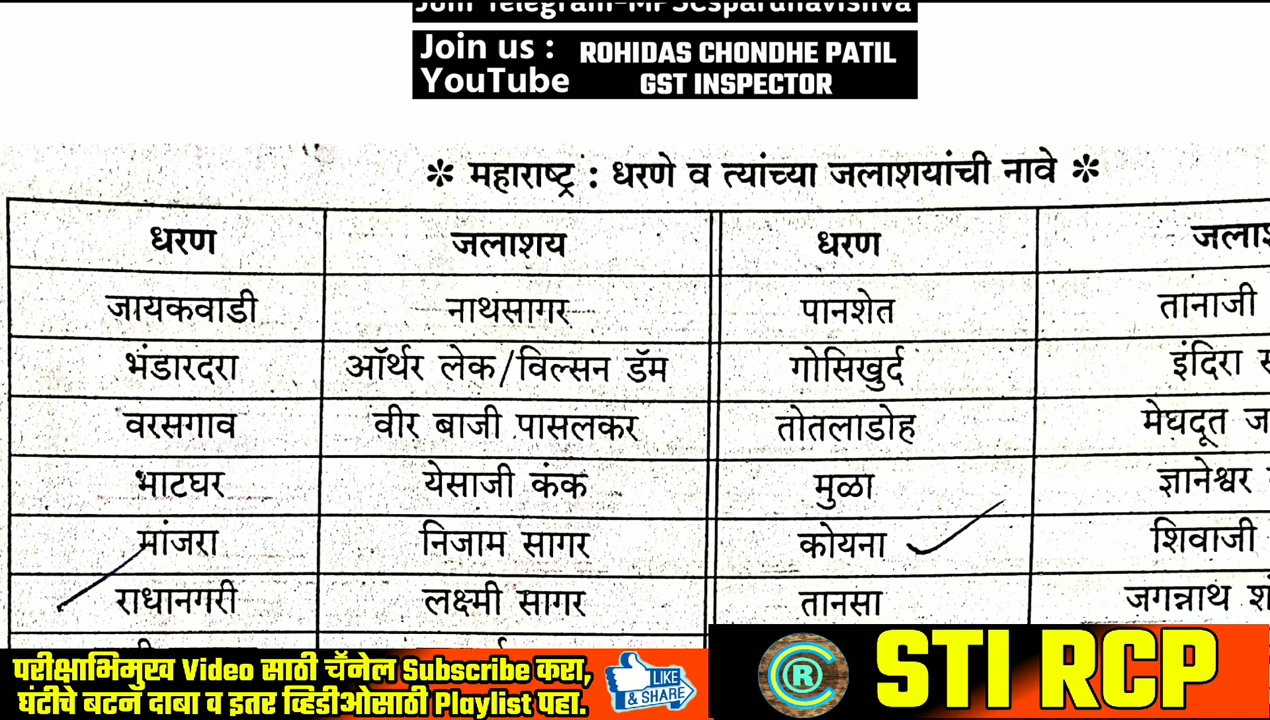 Join us :
YouTube
ROHIDAS CHONDHE PATIL
GST INSPECTOR
* महाराष्ट्र : धरणे व त्यांच्या जलाशयांची नावे *
धरण जलाशय धरण
जायकवाडी नाथसागर पानशेत तानाजी
भंडारदरा ऑर्थर लेक/विल्सन डॅम गोसिखुर्द इंदिरा
वरसगाव वीर बाजी पासलकर तोतलाडोह मेघदूत
भाटघर येसाजी कंक मुळा ज्ञानेश्वर
मांजरा निजाम सागर कोयना शिवाजी
राधानगरी लक्ष्मी सागर तानसा जगन्नाथ
परीक्षाभिमुख Video साठी चॅनेल Subscribe करा,
घंटीचे बटन दाबा व इतर व्हिडीओसाठी Playlist पहा.
LIKE
& SHARE
CR
STI RCP